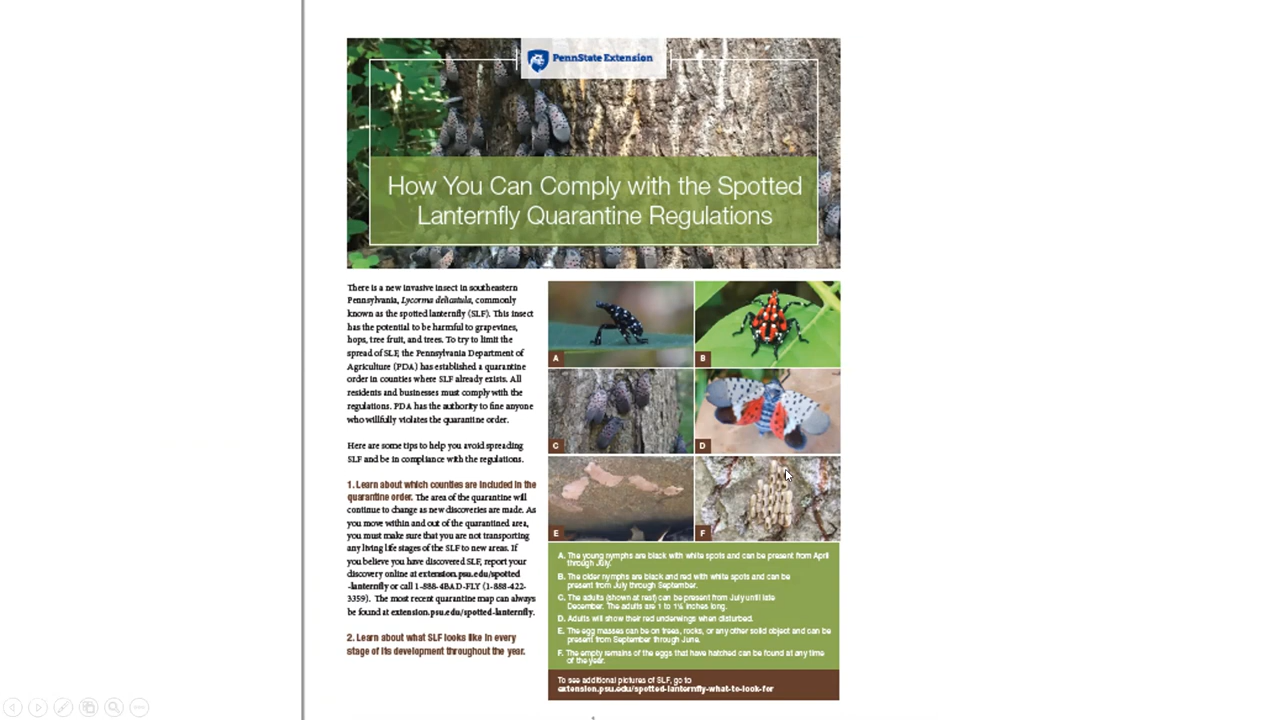 PennState Extension
How You Can Comply with the Spotted
Lanternfly Quarantine Regulations
There is a new invasive insect in southeastern
Pennsylvania, Lycorma delicatula, commonly
known as the spotted lanternfly (SLF). This insect
has the potential to be harmful to grapevines,
hops, tree fruit, and trees. To try to limit the
spread of SLF, the Pennsylvania Department of
Agriculture (PDA) has established a quarantine
order in counties where SLF already exists. All
residents and businesses must comply with the
regulations. PDA has the authority to fine anyone
who willfully violates the quarantine order.
Here are some tips to help you avoid spreading
SLF and be in compliance with the regulations.
1. Learn about which counties are included in the
quarantine order. The area of the quarantine will
continue to change as new discoveries are made. As
you move within and out of the quarantined area,
you must make sure that you are not transporting
any living life stages of the SLF to new areas. If
you believe you have discovered SLF, report your
discovery online at extension.psu.edu/spotted
-lanternfly or call 1-888-4BAD-FLY (1-888-422-
3359). The most recent quarantine map can always
be found at extension.psu.edu/spotted-lanternfly.
2. Learn about what SLF looks like in every
stage of its development throughout the year.
A
B
C
D
E
F
A. The young nymphs are black with white spots and can be present from April
through July.
B. The older nymphs are black and red with white spots and can be
present from July through September.
C. The adults (shown at rest) can be present from July until late
December. The adults are 1 to 1¼ inches long.
D. Adults will show their red underwings when disturbed.
E. The egg masses can be on trees, rocks, or any other solid object and can be
present from September through June.
F. The empty remains of the eggs that have hatched can be found at any time
of the year.
To see additional pictures of SLF, go to
extension.psu.edu/spotted-lanternfly-what-to-look-for